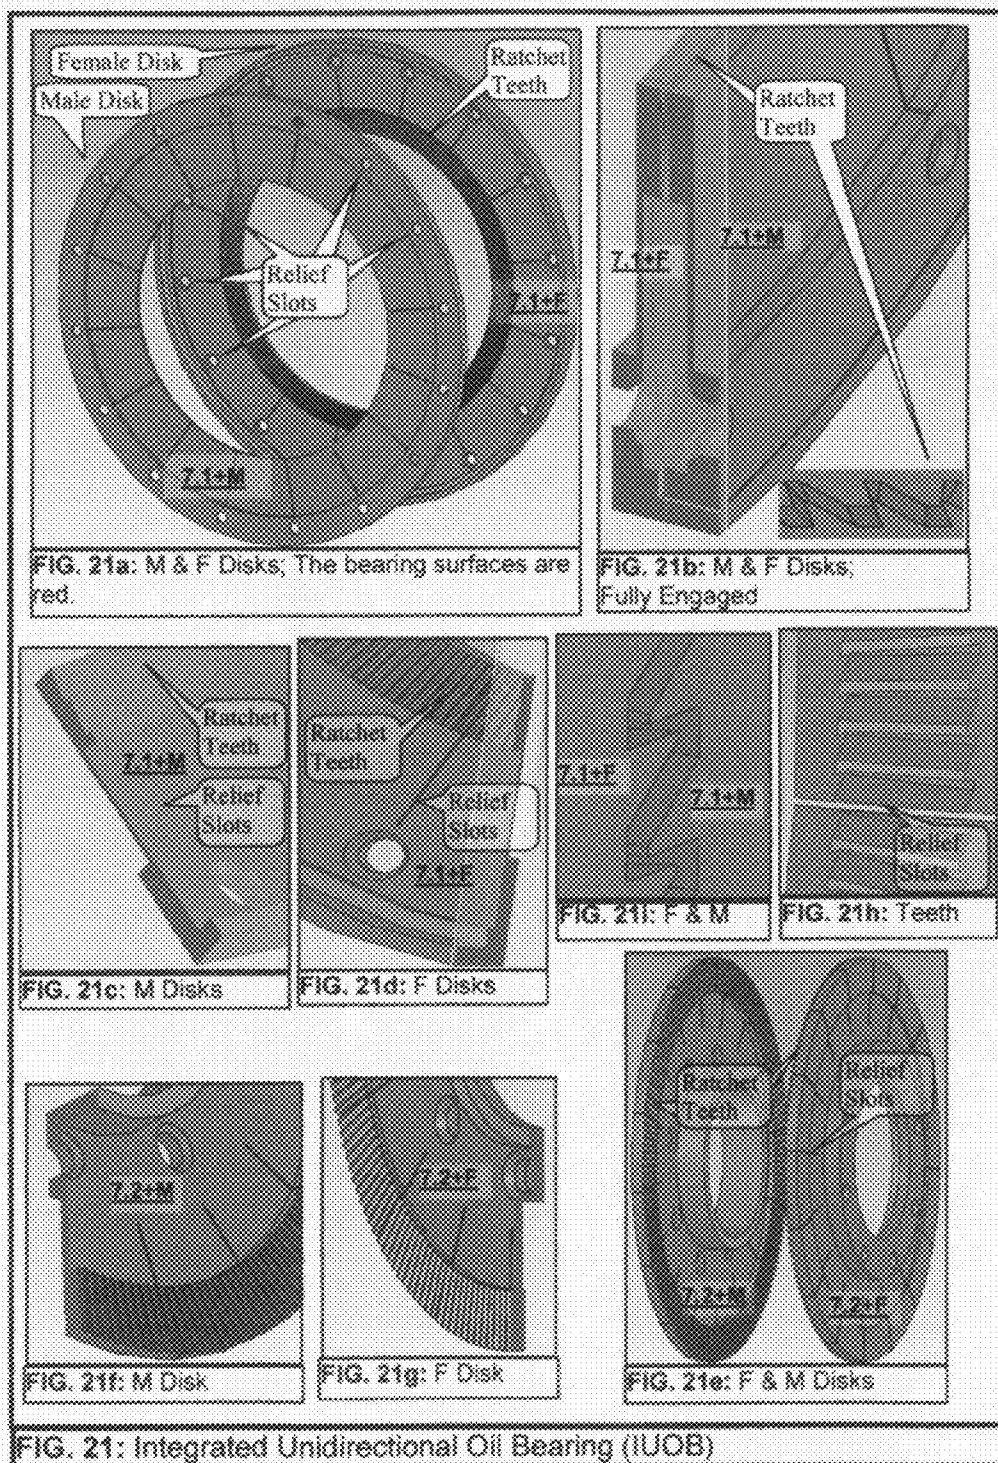 Female Disk
Male Disk
Ratchet
Teeth
Relief
Slots
7.1+F
7.1+M
FIG. 21a: M & F Disks; The bearing surfaces are
red.
Ratchet
Teeth
7.1+F
7.1+M
FIG. 21b: M & F Disks;
Fully Engaged
Ratchet
Teeth
7.1+M
Relief
Slots
FIG. 21c: M Disks
Ratchet
Teeth
Relief
Slots
7.1+F
FIG. 21d: F Disks
7.1+F
7.1+M
FIG. 21i: F & M
Relief
Slots
FIG. 21h: Teeth
7.2+M
FIG. 21f: M Disk
7.2+F
FIG. 21g: F Disk
Ratchet
Teeth
Relief
Slots
7.2+M
7.2+F
FIG. 21e: F & M Disks
FIG. 21: Integrated Unidirectional Oil Bearing (IUOB)